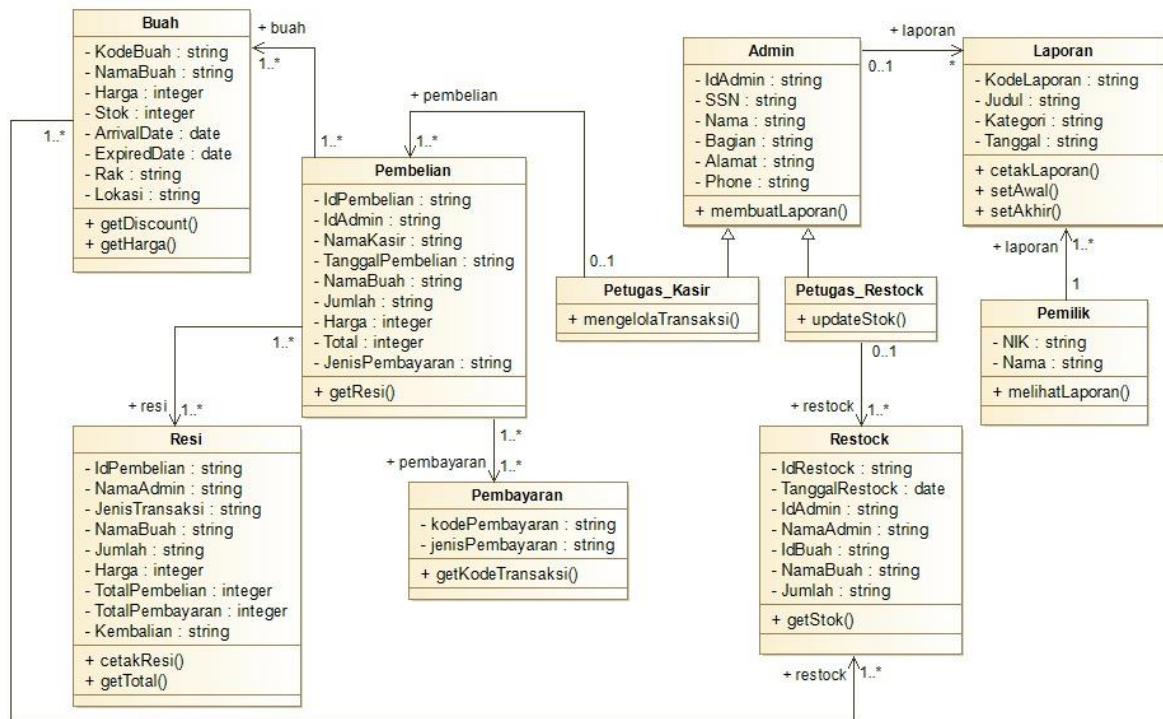 Buah
- KodeBuah : string
- NamaBuah : string
- Harga : integer
- Stok : integer
- ArrivalDate : date
- ExpiredDate : date
- Rak : string
- Lokasi : string
+ getDiscount()
+ getHarga()
+ buah
1..*
1..*
1..*
+ pembelian
1..*
0..1
Pembelian
- IdPembelian : string
- IdAdmin : string
- NamaKasir : string
- TanggalPembelian : string
- NamaBuah : string
- Jumlah : string
- Harga : integer
- Total : integer
- JenisPembayaran : string
+ getResi()
Admin
- IdAdmin : string
- SSN : string
- Nama : string
- Bagian : string
- Alamat : string
- Phone : string
+ membuatLaporan()
+ laporan
0..1
*
Laporan
- KodeLaporan : string
- Judul : string
- Kategori : string
- Tanggal : string
+ cetakLaporan()
+ setAwal()
+ setAkhir()
+ laporan
1..*
1
Petugas_Kasir
+ mengelolaTransaksi()
Petugas_Restock
+ updateStok()
0..1
+ restock
1..*
Pemilik
- NIK : string
- Nama : string
+ melihatLaporan()
1..*
+ resi
1..*
Resi
- IdPembelian : string
- NamaAdmin : string
- JenisTransaksi : string
- NamaBuah : string
- Jumlah : string
- Harga : integer
- TotalPembelian : integer
- TotalPembayaran : integer
- Kembalian : string
+ cetakResi()
+ getTotal()
1..*
+ pembayaran
1..*
Pembayaran
- kodePembayaran : string
- jenisPembayaran : string
+ getKodeTransaksi()
Restock
- IdRestock : string
- TanggalRestock : date
- IdAdmin : string
- NamaAdmin : string
- IdBuah : string
- NamaBuah : string
- Jumlah : string
+ getStok()
+ restock
1..*